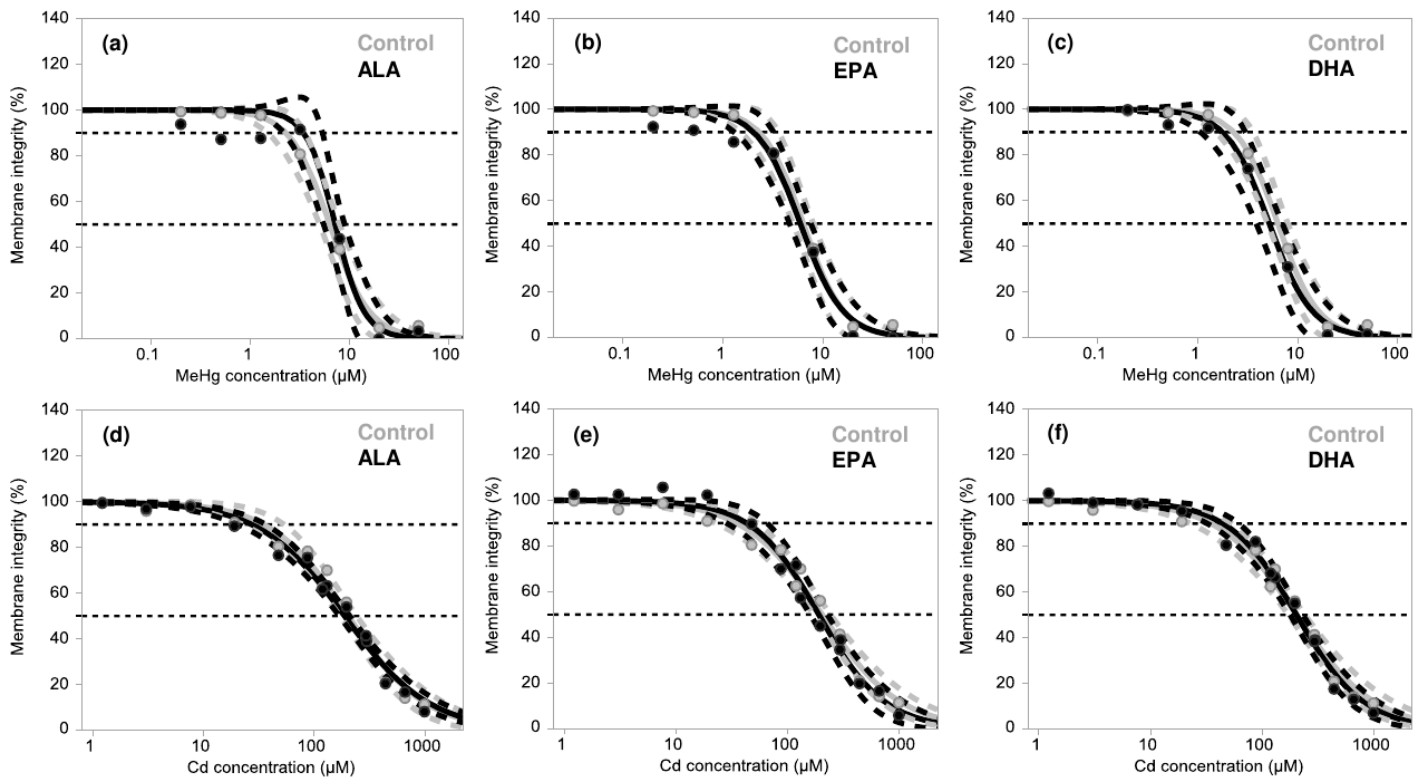 140
120
100
80
60
40
20
0
Membrane integrity (%)
(a)
Control
ALA
0.1
1
10
100
MeHg concentration (µM)
140
120
100
80
60
40
20
0
Membrane integrity (%)
(b)
Control
EPA
0.1
1
10
100
MeHg concentration (µM)
140
120
100
80
60
40
20
0
Membrane integrity (%)
(c)
Control
DHA
0.1
1
10
100
MeHg concentration (µM)
140
120
100
80
60
40
20
0
Membrane integrity (%)
(d)
Control
ALA
1
10
100
1000
Cd concentration (µM)
140
120
100
80
60
40
20
0
Membrane integrity (%)
(e)
Control
EPA
1
10
100
1000
Cd concentration (µM)
140
120
100
80
60
40
20
0
Membrane integrity (%)
(f)
Control
DHA
1
10
100
1000
Cd concentration (µM)